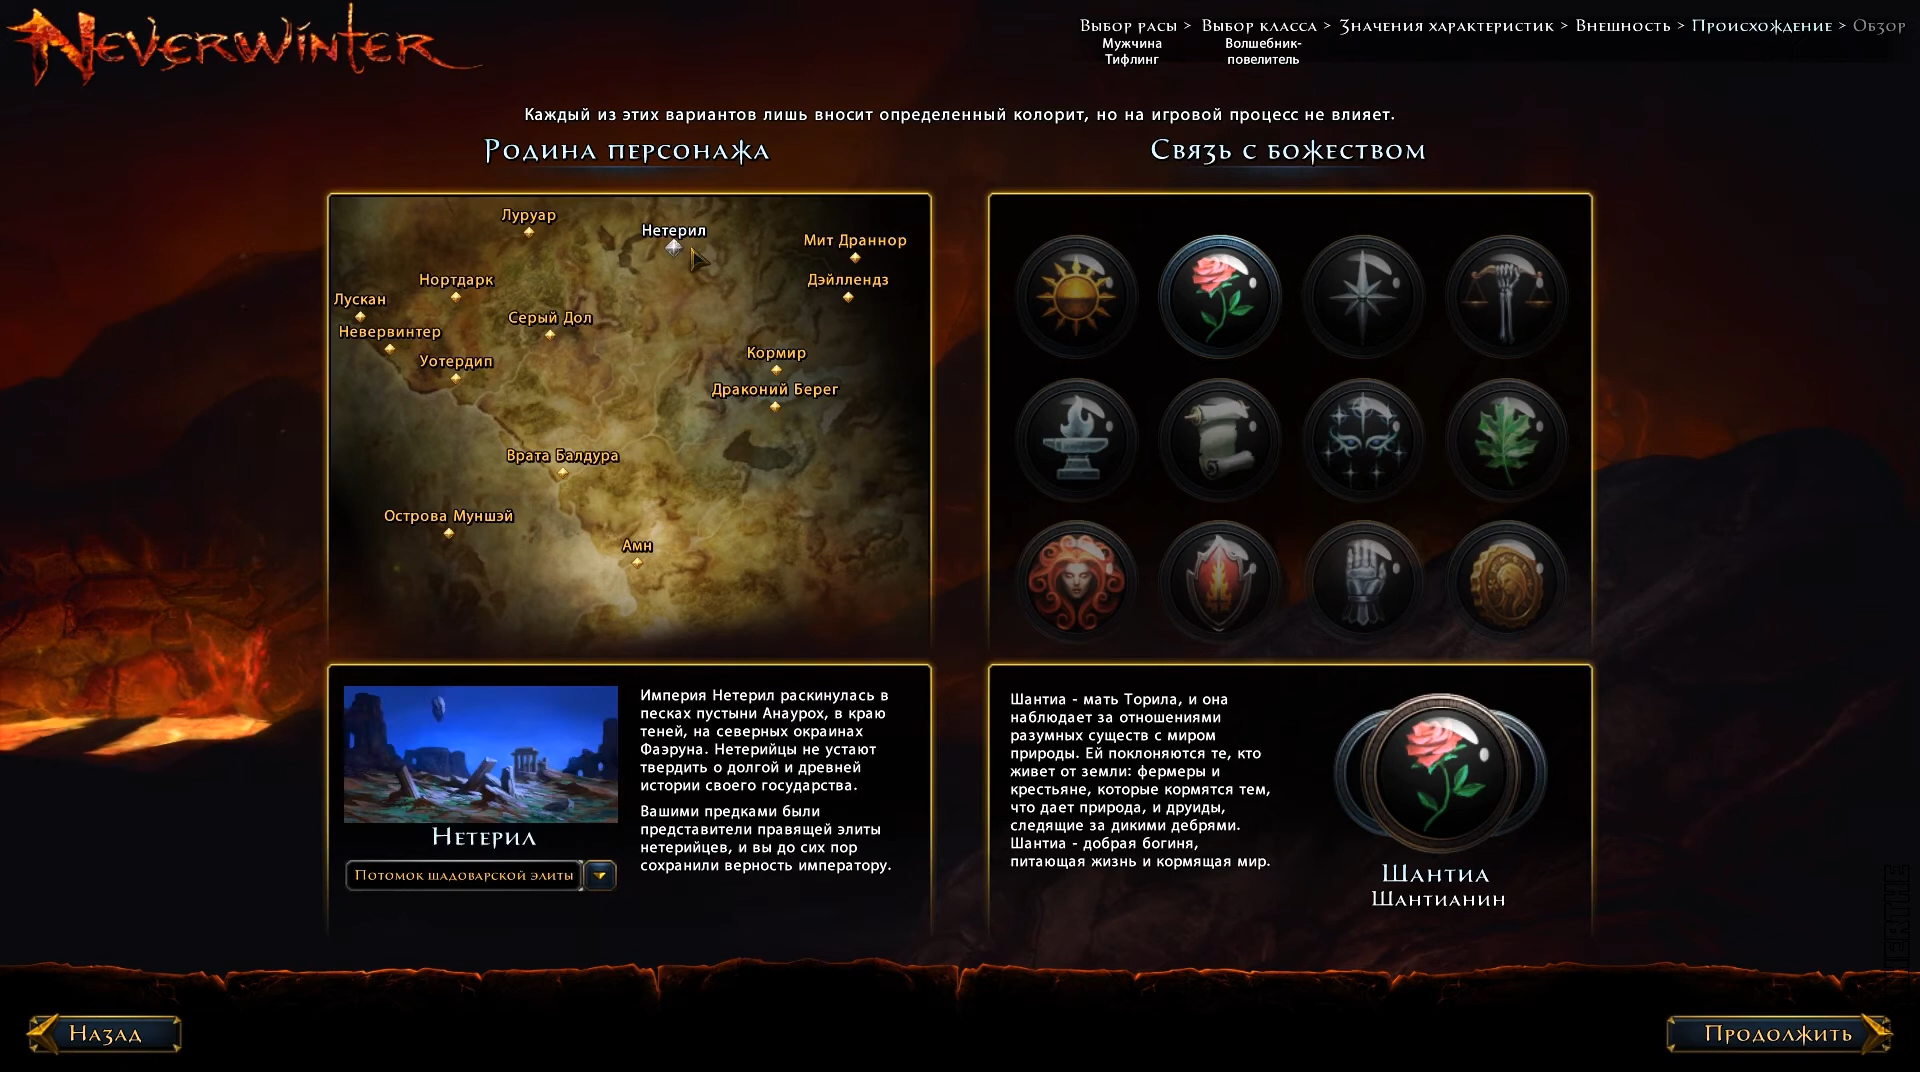 Neverwinter
Выбор расы > Выбор класса > Значения характеристик > Внешность > Происхождение > Обзор
Мужчина
Тифлинг
Волшебник-
повелитель
Каждый из этих вариантов лишь вносит определенный колорит, но на игровой процесс не влияет.
Родина персонажа
Связь с божеством
Луруар
Нетерил
Мит Драннор
Нортдарк
Дэйллендз
Лускан
Серый Дол
Невервинтер
Уотердип
Кормир
Драконий Берег
Врата Балдура
Острова Муншэй
Амн
Империя Нетерил раскинулась в
песках пустыни Анаурох, в краю
теней, на северных окраинах
Фаэруна. Нетерийцы не устают
твердить о долгой и древней
истории своего государства.
Вашими предками были
представители правящей элиты
нетерийцев, и вы до сих пор
сохранили верность императору.
Нетерил
Потомок шадоварской элиты
Шантиа - мать Торила, и она
наблюдает за отношениями
разумных существ с миром
природы. Ей поклоняются те, кто
живет от земли: фермеры и
крестьяне, которые кормятся тем,
что дает природа, и друиды,
следящие за дикими дебрями.
Шантиа - добрая богиня,
питающая жизнь и кормящая мир.
Шантиа
Шантианин
Назад
Продолжить